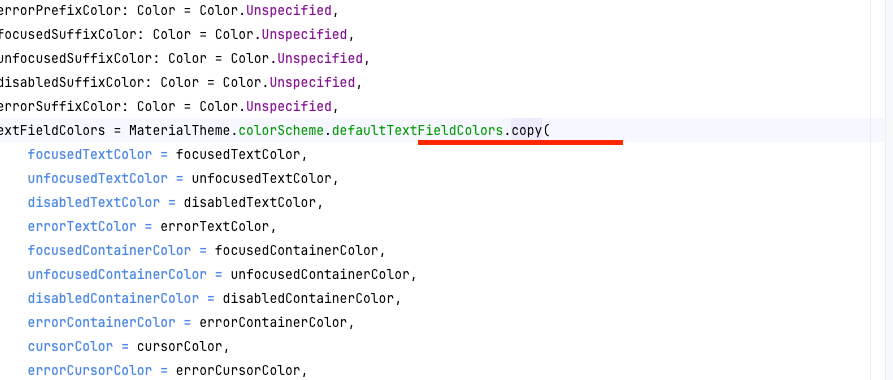 errorPrefixColor: Color = Color.Unspecified,
focusedSuffixColor: Color = Color.Unspecified,
unfocusedSuffixColor: Color = Color.Unspecified,
disabledSuffixColor: Color = Color.Unspecified,
errorSuffixColor: Color = Color.Unspecified,
extFieldColors = MaterialTheme.colorScheme.defaultTextFieldColors.copy(
focusedTextColor = focusedTextColor,
unfocusedTextColor = unfocusedTextColor,
disabledTextColor = disabledTextColor,
errorTextColor = errorTextColor,
focusedContainerColor = focusedContainerColor,
unfocusedContainerColor = unfocusedContainerColor,
disabledContainerColor = disabledContainerColor,
errorContainerColor = errorContainerColor,
cursorColor = cursorColor,
errorCursorColor = errorCursorColor,